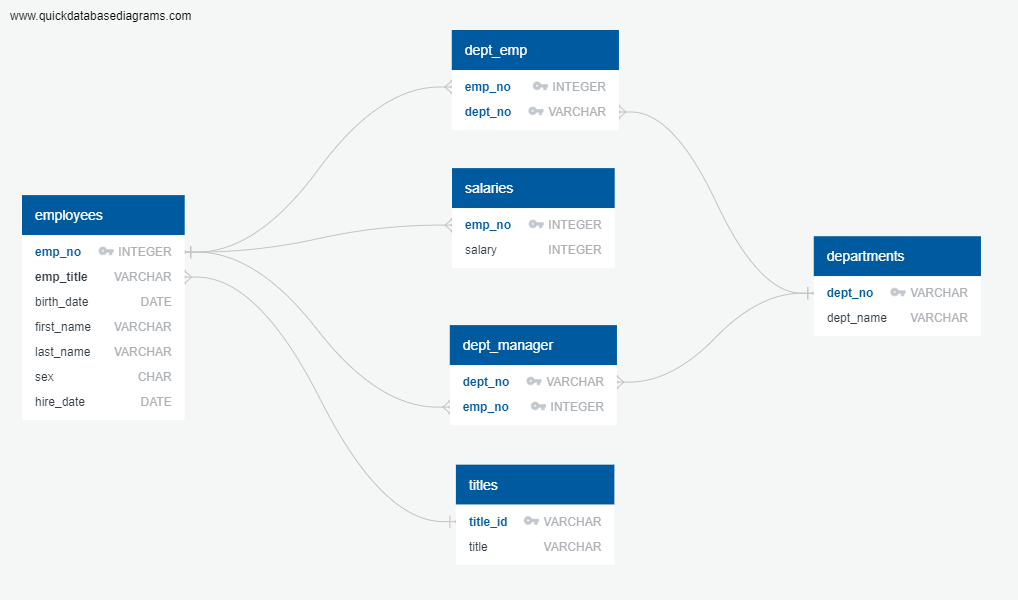 www.quickdatabasediagrams.com
employees
emp_no INTEGER
emp_title VARCHAR
birth_date DATE
first_name VARCHAR
last_name VARCHAR
sex CHAR
hire_date DATE
dept_emp
emp_no INTEGER
dept_no VARCHAR
salaries
emp_no INTEGER
salary INTEGER
dept_manager
dept_no VARCHAR
emp_no INTEGER
titles
title_id VARCHAR
title VARCHAR
departments
dept_no VARCHAR
dept_name VARCHAR